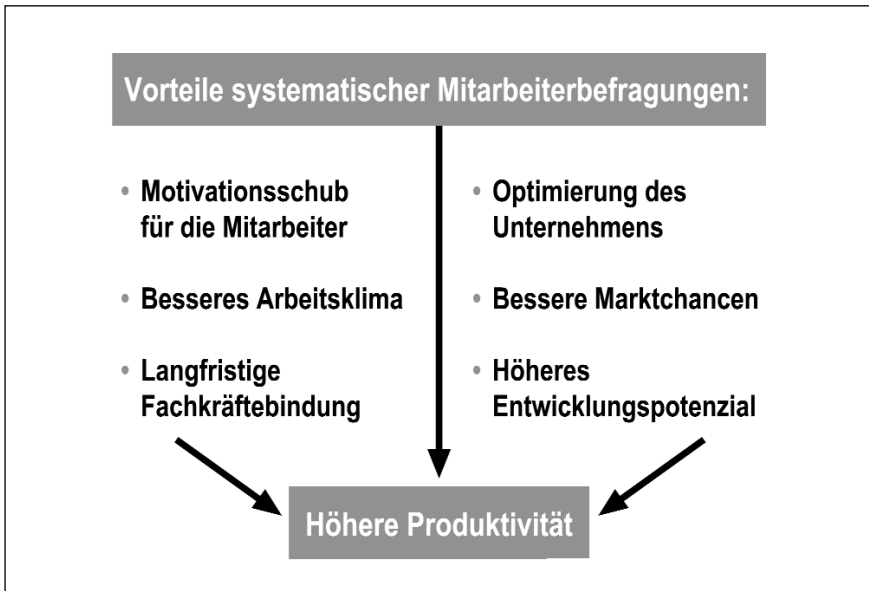 Vorteile systematischer Mitarbeiterbefragungen:
• Motivationsschub
für die Mitarbeiter
• Besseres Arbeitsklima
• Langfristige
Fachkräftebindung
• Optimierung des
Unternehmens
• Bessere Marktchancen
• Höheres
Entwicklungspotenzial
Höhere Produktivität